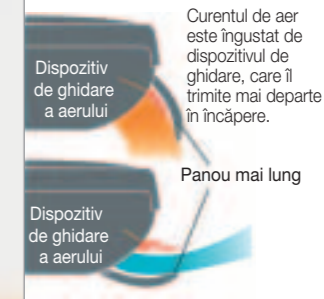 Curentul de aer
este îngustat de
dispozitivul de
ghidare, care îl
trimite mai departe
în încăpere.
Dispozitiv
de ghidare
a aerului
Panou mai lung
Dispozitiv
de ghidare
a aerului